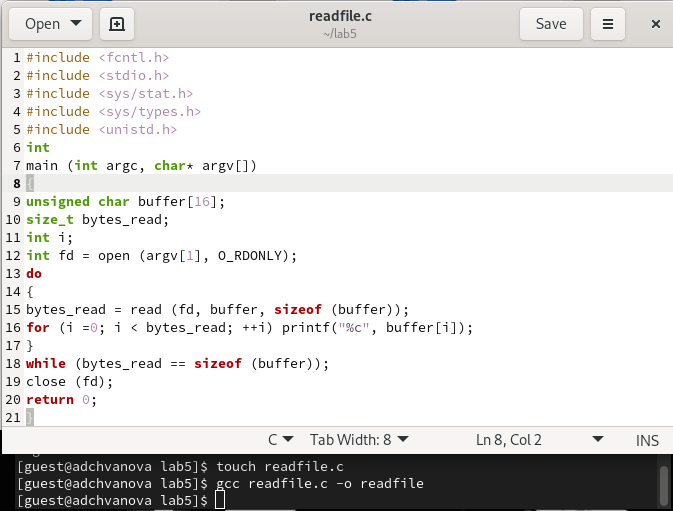 Open
readfile.c
~/lab5
Save
1 #include <fcntl.h>
2 #include <stdio.h>
3 #include <sys/stat.h>
4 #include <sys/types.h>
5 #include <unistd.h>
6 int
7 main (int argc, char* argv[])
8 {
9 unsigned char buffer[16];
10 size_t bytes_read;
11 int i;
12 int fd = open (argv[1], O_RDONLY);
13 do
14 {
15 bytes_read = read (fd, buffer, sizeof (buffer));
16 for (i =0; i < bytes_read; ++i) printf("%c", buffer[i]);
17 }
18 while (bytes_read == sizeof (buffer));
19 close (fd);
20 return 0;
21 }
C Tab Width: 8 Ln 8, Col 2 INS
[guest@adchvanova lab5]$ touch readfile.c
[guest@adchvanova lab5]$ gcc readfile.c -o readfile
[guest@adchvanova lab5]$